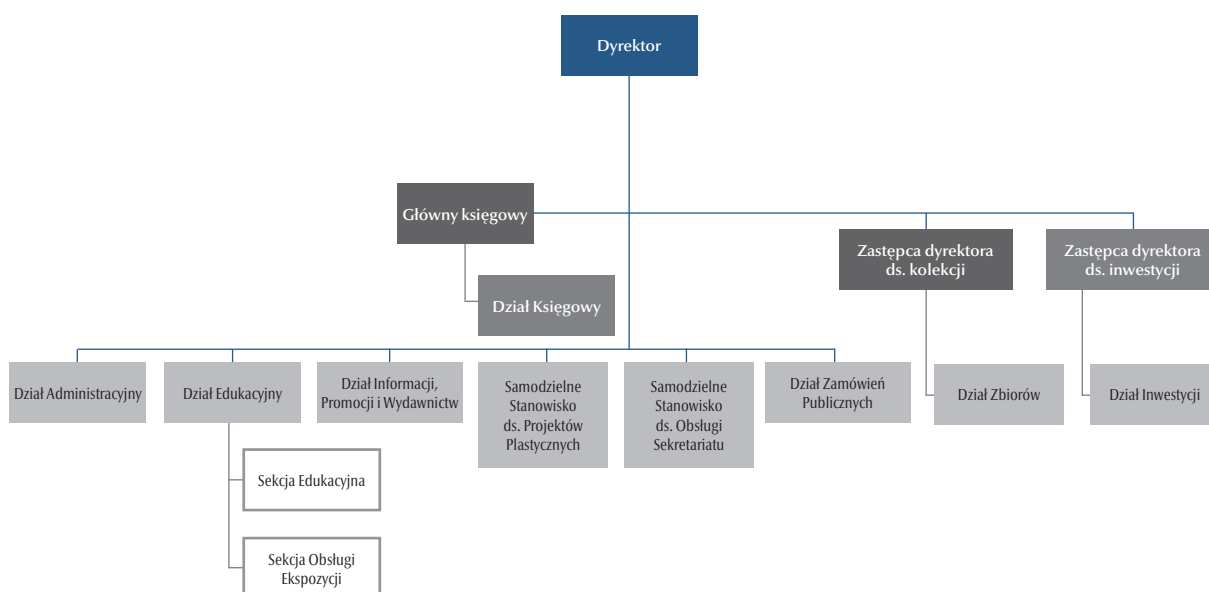 Dyrektor
Główny księgowy
Zastępca dyrektora
ds. kolekcji
Zastępca dyrektora
ds. inwestycji
Dział Księgowy
Dział Administracyjny
Dział Edukacyjny
Dział Informacji,
Promocji i Wydawnictw
Samodzielne
Stanowisko
ds. Projektów
Plastycznych
Samodzielne
Stanowisko
ds. Obsługi
Sekretariatu
Dział Zamówień
Publicznych
Dział Zbiorów
Dział Inwestycji
Sekcja Edukacyjna
Sekcja Obsługi
Ekspozycji